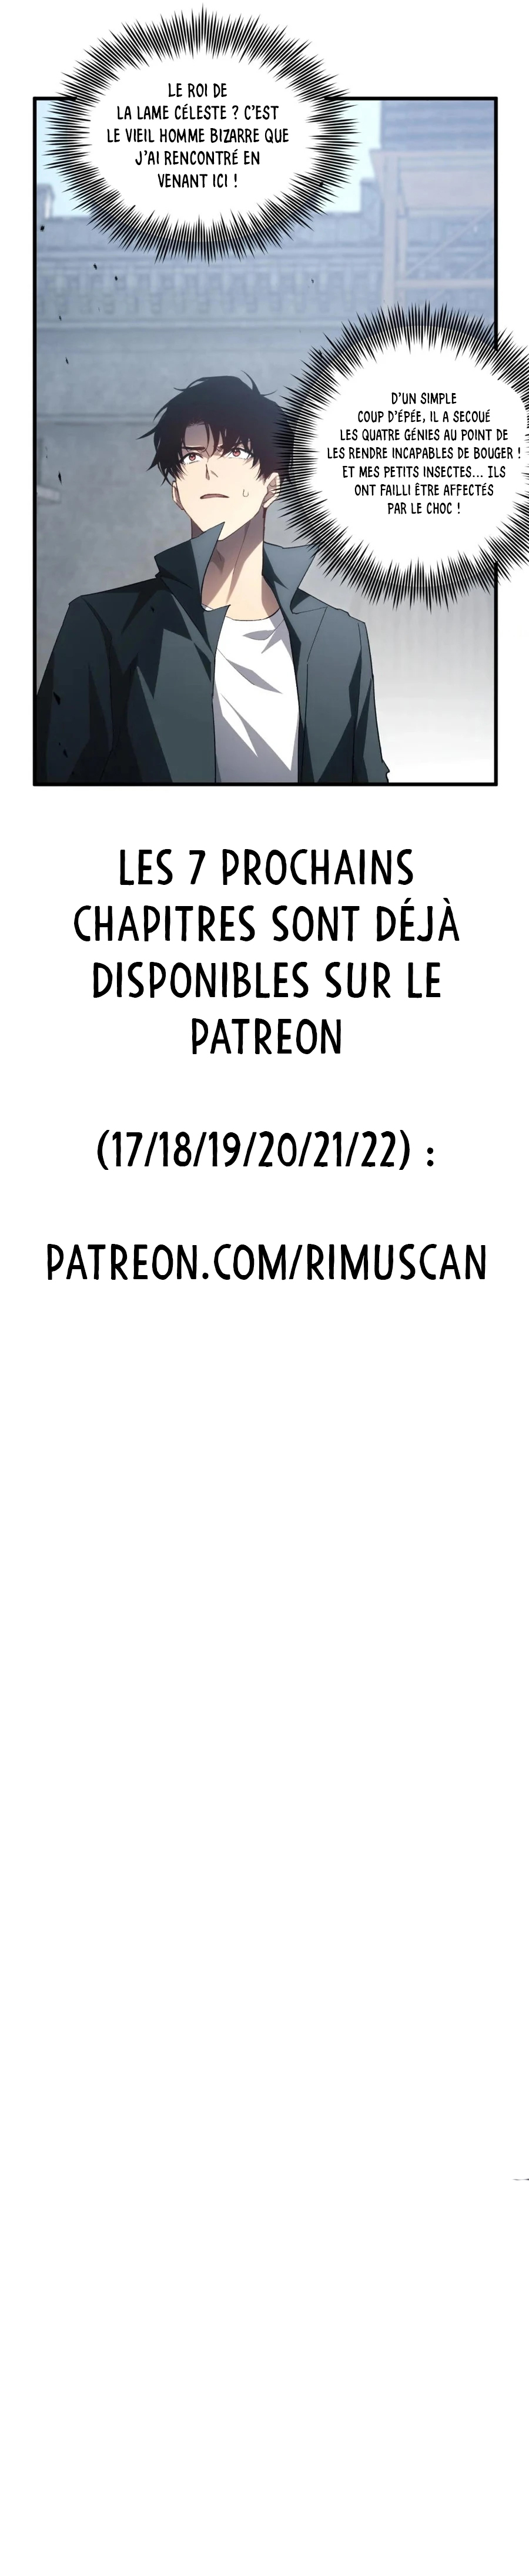 LE ROI DE
LA LAME CÉLESTE ? C'EST
LE VIEIL HOMME BIZARRE QUE
J'AI RENCONTRÉ EN
VENANT ICI !
D'UN SIMPLE
COUP D'ÉPÉE, IL A SECOUÉ
LES QUATRE GÉNIES AU POINT DE
LES RENDRE INCAPABLES DE BOUGER !
ET MES PETITS INSECTES... ILS
ONT FAILLI ÊTRE AFFECTÉS
PAR LE CHOC !
LES 7 PROCHAINS
CHAPITRES SONT DÉJÀ
DISPONIBLES SUR LE
PATREON
(17/18/19/20/21/22) :
PATREON.COM/RIMUSCAN